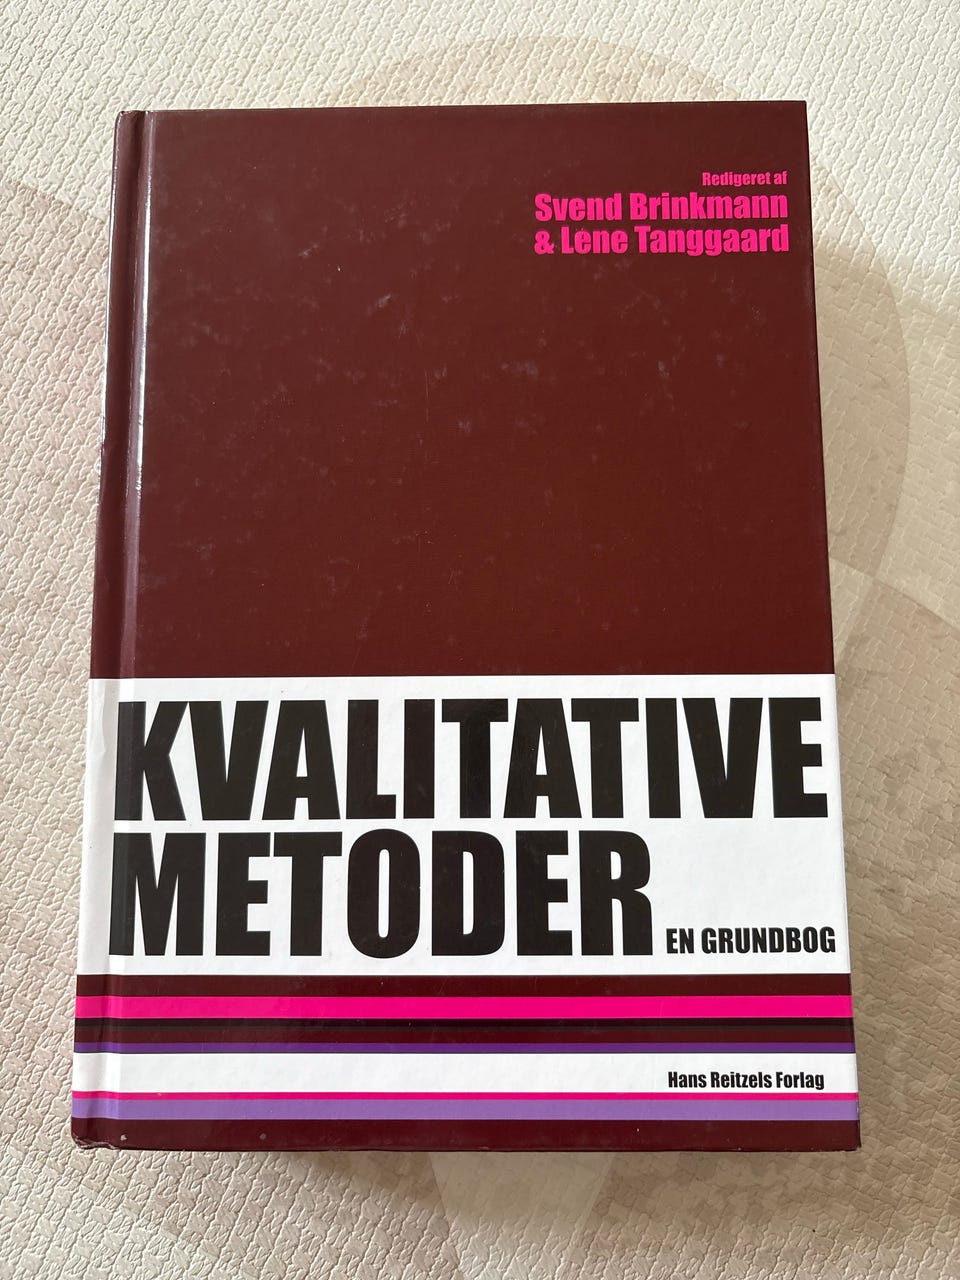 Redigeret af
Svend Brinkmann
& Lene Tanggaard
KVALITATIVE
METODER EN GRUNDBOG
Hans Reitzels Forlag